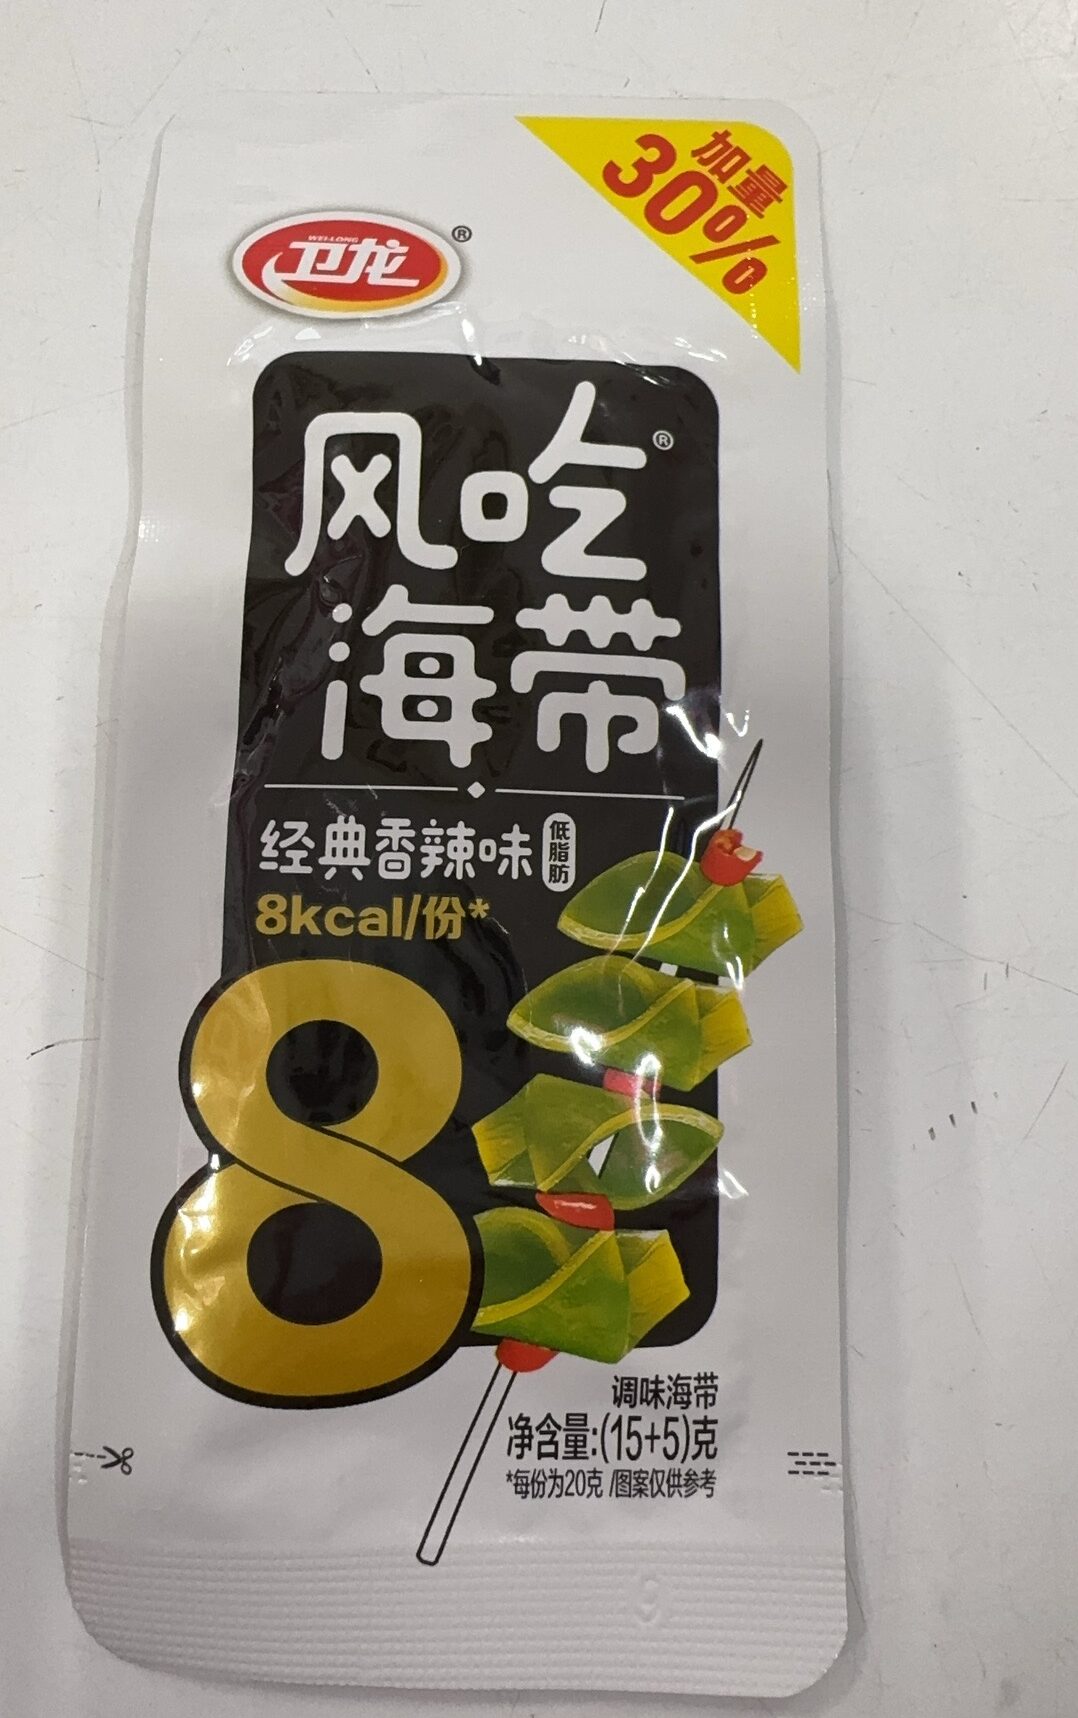 加量
30%
WEI-LONG
卫龙®
风吃®
海带
经典香辣味
低脂肪
8kcal/份*
8
调味海带
净含量:(15+5)克
*每份为20克 /图案仅供参考